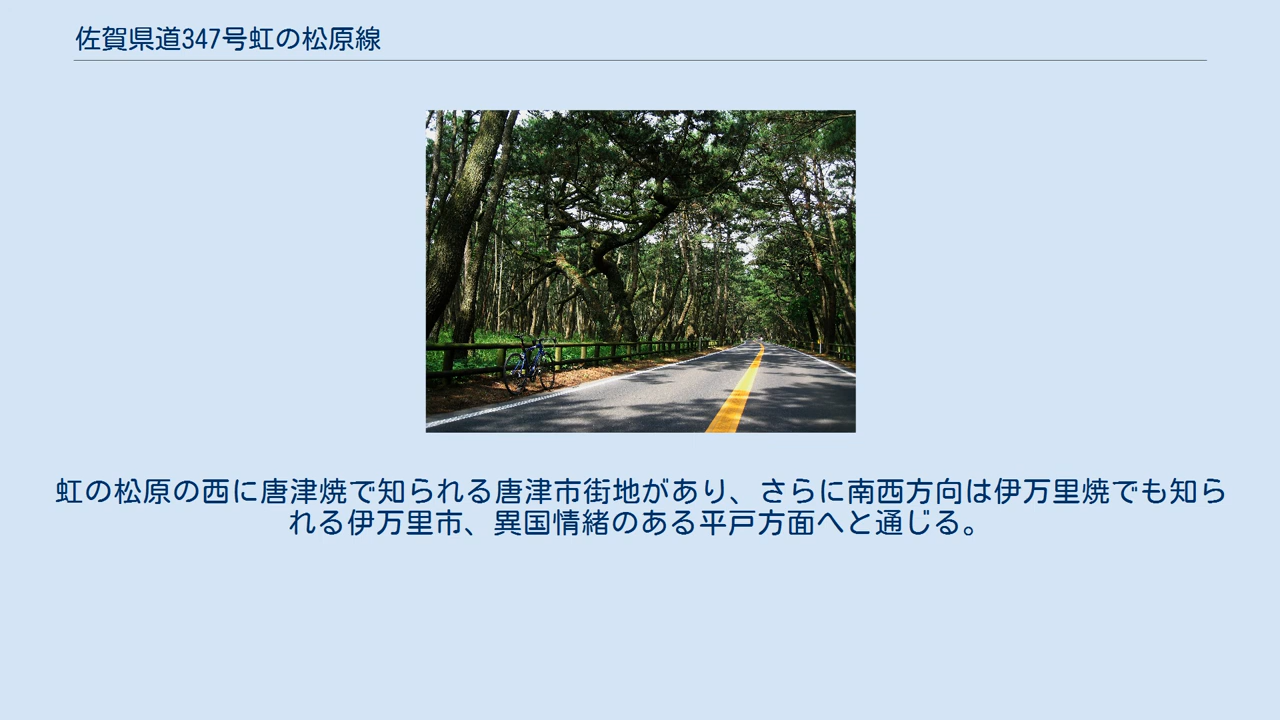 佐賀県道347号虹の松原線
虹の松原の西に唐津焼で知られる唐津市街地があり、さらに南西方向は伊万里焼でも知ら
れる伊万里市、異国情緒のある平戸方面へと通じる。